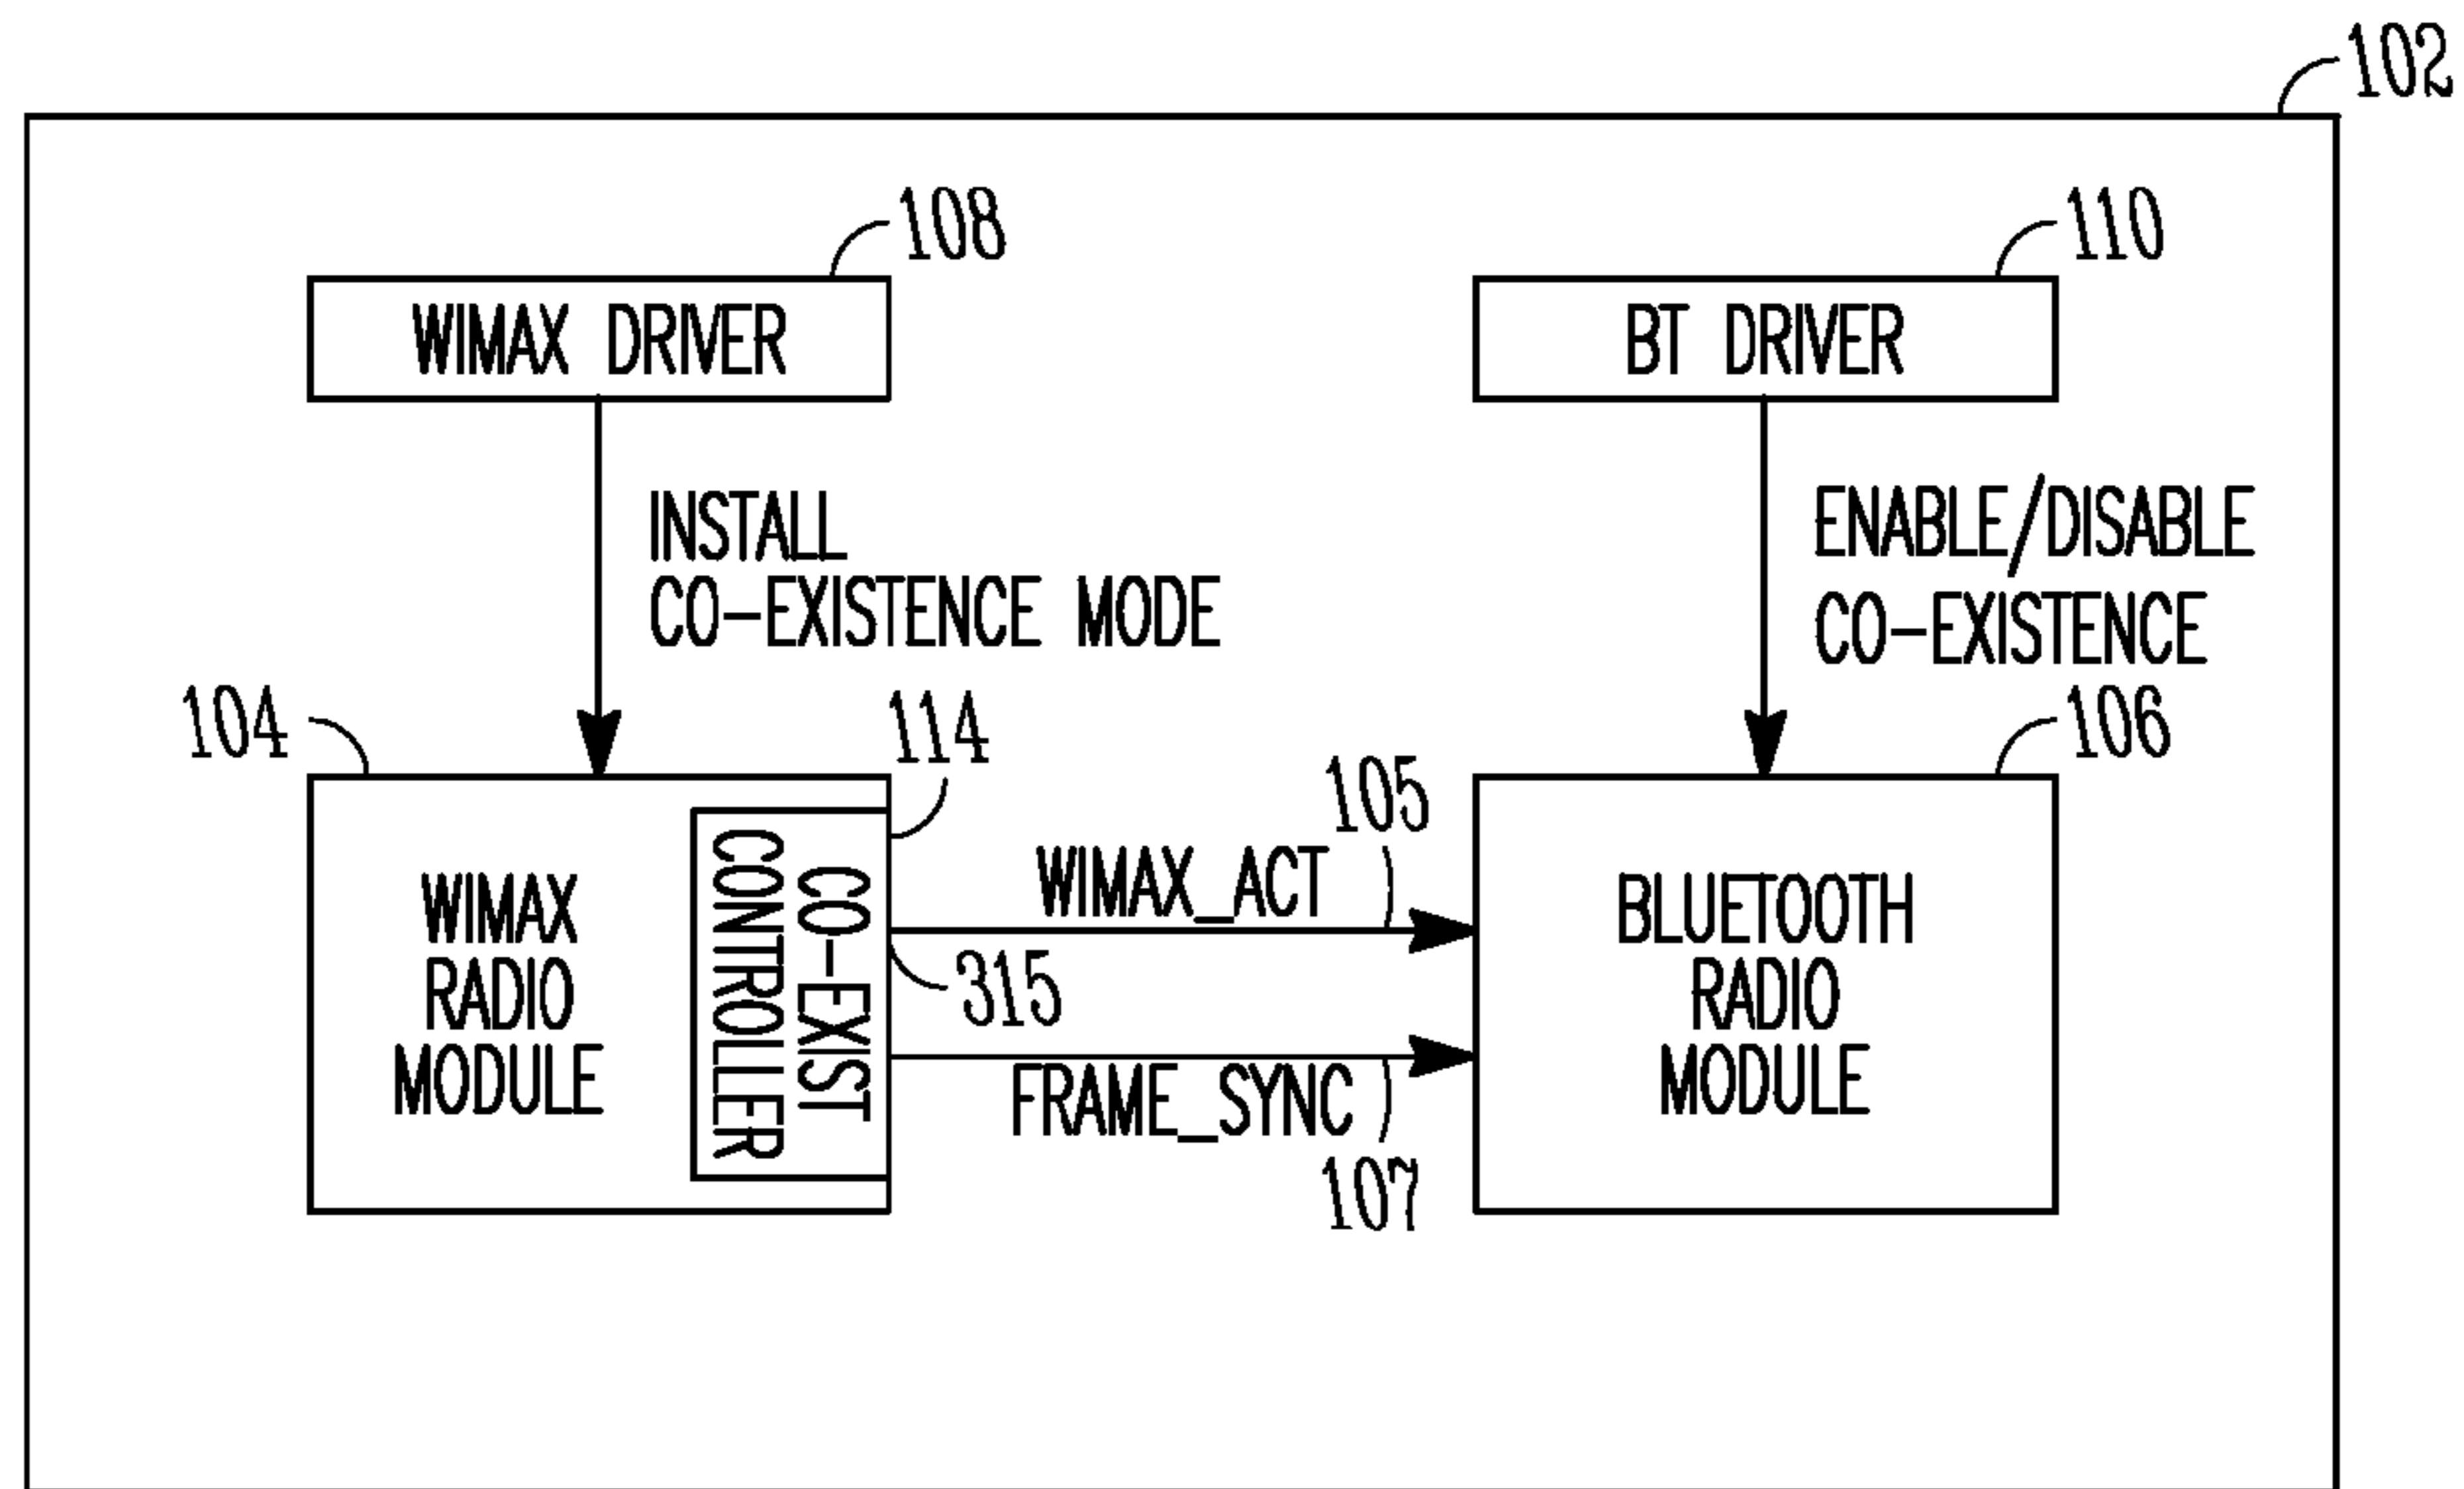 102
108
110
WIMAX DRIVER
BT DRIVER
INSTALL
CO-EXISTENCE MODE
ENABLE/DISABLE
CO-EXISTENCE
104
114
106
105
WIMAX
RADIO
MODULE
CO-EXIST
CONTROLLER
WIMAX_ACT
315
FRAME_SYNC
107
BLUETOOTH
RADIO
MODULE